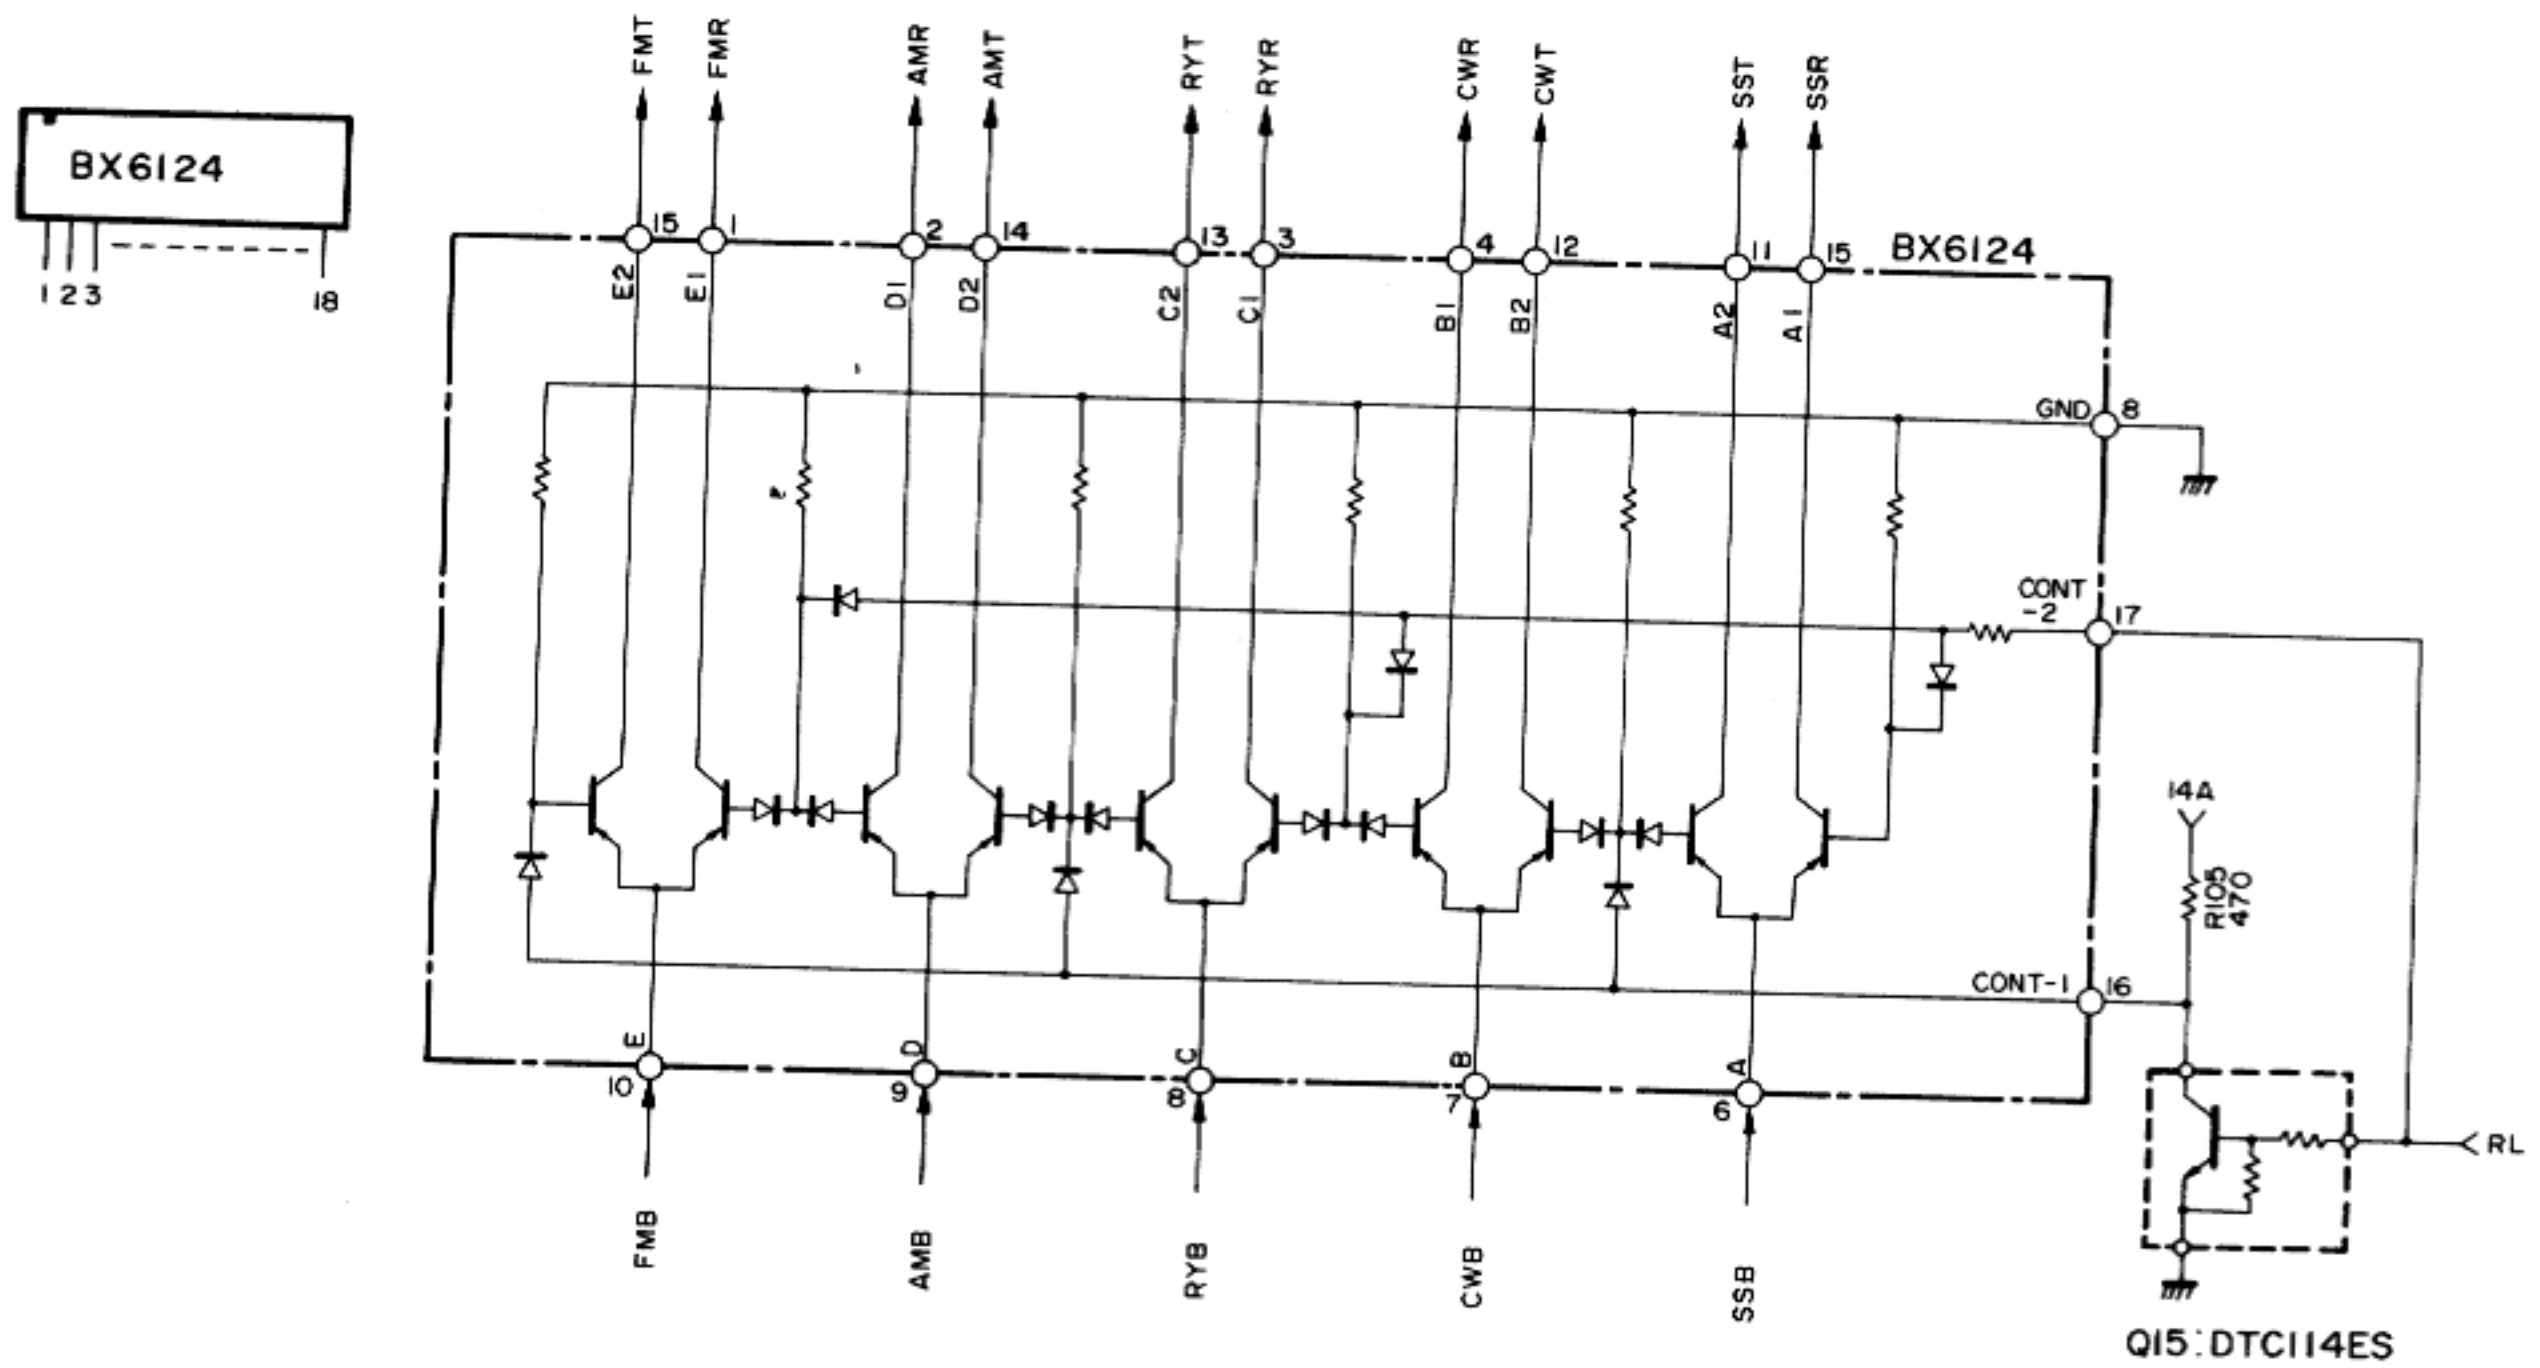 FMT
FMR
AMR
AMT
RYT
RYR
CWR
CWT
SST
SSR
BX6124
1 2 3
18
15
1
2
14
13
3
4
12
11
15
BX6124
E2
E1
D1
D2
C2
C1
B1
B2
A2
A1
GND
8
CONT
-2
17
14A
R105
470
CONT-1
16
E
D
C
B
A
10
9
8
7
6
RL
FMB
AMB
RYB
CWB
SSB
Q15:DTC114ES